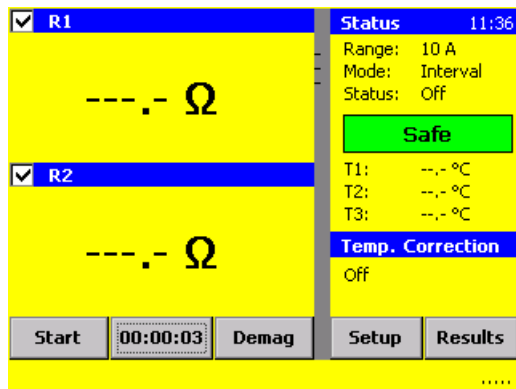 R1
---.- Ω
R2
---.- Ω
Status 11:36
Range: 10 A
Mode: Interval
Status: Off
Safe
T1: --.- °C
T2: --.- °C
T3: --.- °C
Temp. Correction
Off
Start 00:00:03 Demag Setup Results
.....